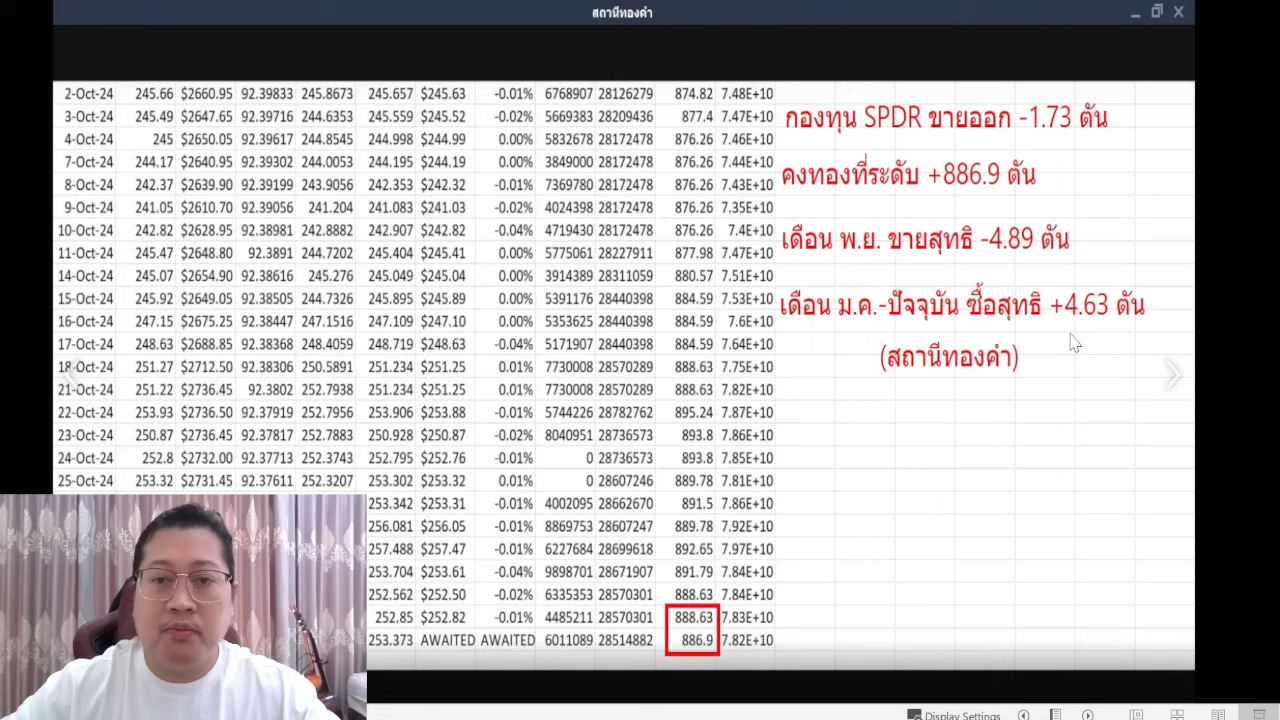 สถานีทองคำ
2-Oct-24 245.66 $2660.95 92.39833 245.8673 245.657 $245.63 -0.01% 6768907 28126279 874.82 7.48E+10
3-Oct-24 245.49 $2647.65 92.39716 244.6353 245.559 $245.52 -0.02% 5669383 28209436 877.4 7.47E+10
4-Oct-24 245 $2650.05 92.39617 244.8545 244.998 $244.99 0.00% 5832678 28172478 876.26 7.46E+10
7-Oct-24 244.17 $2640.95 92.39302 244.0053 244.195 $244.19 0.00% 3849000 28172478 876.26 7.44E+10
8-Oct-24 242.37 $2639.90 92.39199 243.9056 242.353 $242.32 -0.01% 7369780 28172478 876.26 7.43E+10
9-Oct-24 241.05 $2610.70 92.39056 241.204 241.083 $241.03 -0.02% 4024398 28172478 876.26 7.35E+10
10-Oct-24 242.82 $2628.95 92.38981 242.8882 242.907 $242.82 -0.04% 4719430 28172478 876.26 7.4E+10
11-Oct-24 245.47 $2648.80 92.3891 244.7702 245.404 $245.41 0.00% 5775061 28227911 877.98 7.47E+10
14-Oct-24 245.07 $2654.90 92.38616 245.276 245.049 $245.04 0.00% 3914389 28311059 880.57 7.51E+10
15-Oct-24 245.92 $2649.05 92.38505 244.7326 245.895 $245.89 0.00% 5391176 28440398 884.59 7.53E+10
16-Oct-24 247.15 $2675.25 92.38447 247.1516 247.109 $247.10 0.00% 5353625 28440398 884.59 7.6E+10
17-Oct-24 248.63 $2688.85 92.38368 248.4059 248.719 $248.63 -0.04% 5171907 28440398 884.59 7.64E+10
18-Oct-24 251.27 $2712.50 92.38306 250.5891 251.234 $251.25 0.01% 7730008 28570289 888.63 7.75E+10
21-Oct-24 251.22 $2736.45 92.3802 252.7938 251.234 $251.25 0.01% 7730008 28570289 888.63 7.82E+10
22-Oct-24 253.93 $2736.50 92.37919 252.7956 253.906 $253.88 -0.01% 5744226 28782762 895.24 7.87E+10
23-Oct-24 250.87 $2736.45 92.37817 252.7883 250.928 $250.87 -0.02% 8040951 28736573 893.8 7.86E+10
24-Oct-24 252.8 $2732.00 92.37713 252.3743 252.795 $252.76 -0.01% 0 28736573 893.8 7.85E+10
25-Oct-24 253.32 $2731.45 92.37611 252.3207 253.302 $253.32 0.01% 0 28607246 889.78 7.81E+10
253.342 $253.31 -0.01% 4002095 28662670 891.5 7.86E+10
256.081 $256.05 -0.01% 8869753 28607247 889.78 7.92E+10
257.488 $257.47 -0.01% 6227684 28699618 892.65 7.97E+10
253.704 $253.61 -0.04% 9898701 28671907 891.79 7.84E+10
252.562 $252.50 -0.02% 6335353 28570301 888.63 7.84E+10
252.85 $252.82 -0.01% 4485211 28570301 888.63 7.83E+10
253.373 AWAITED AWAITED 6011089 28514882 886.9 7.82E+10
กองทุน SPDR ขายออก -1.73 ตัน
คงทองที่ระดับ +886.9 ตัน
เดือน พ.ย. ขายสุทธิ -4.89 ตัน
เดือน ม.ค.-ปัจจุบัน ซื้อสุทธิ +4.63 ตัน
(สถานีทองคำ)
Display Settings